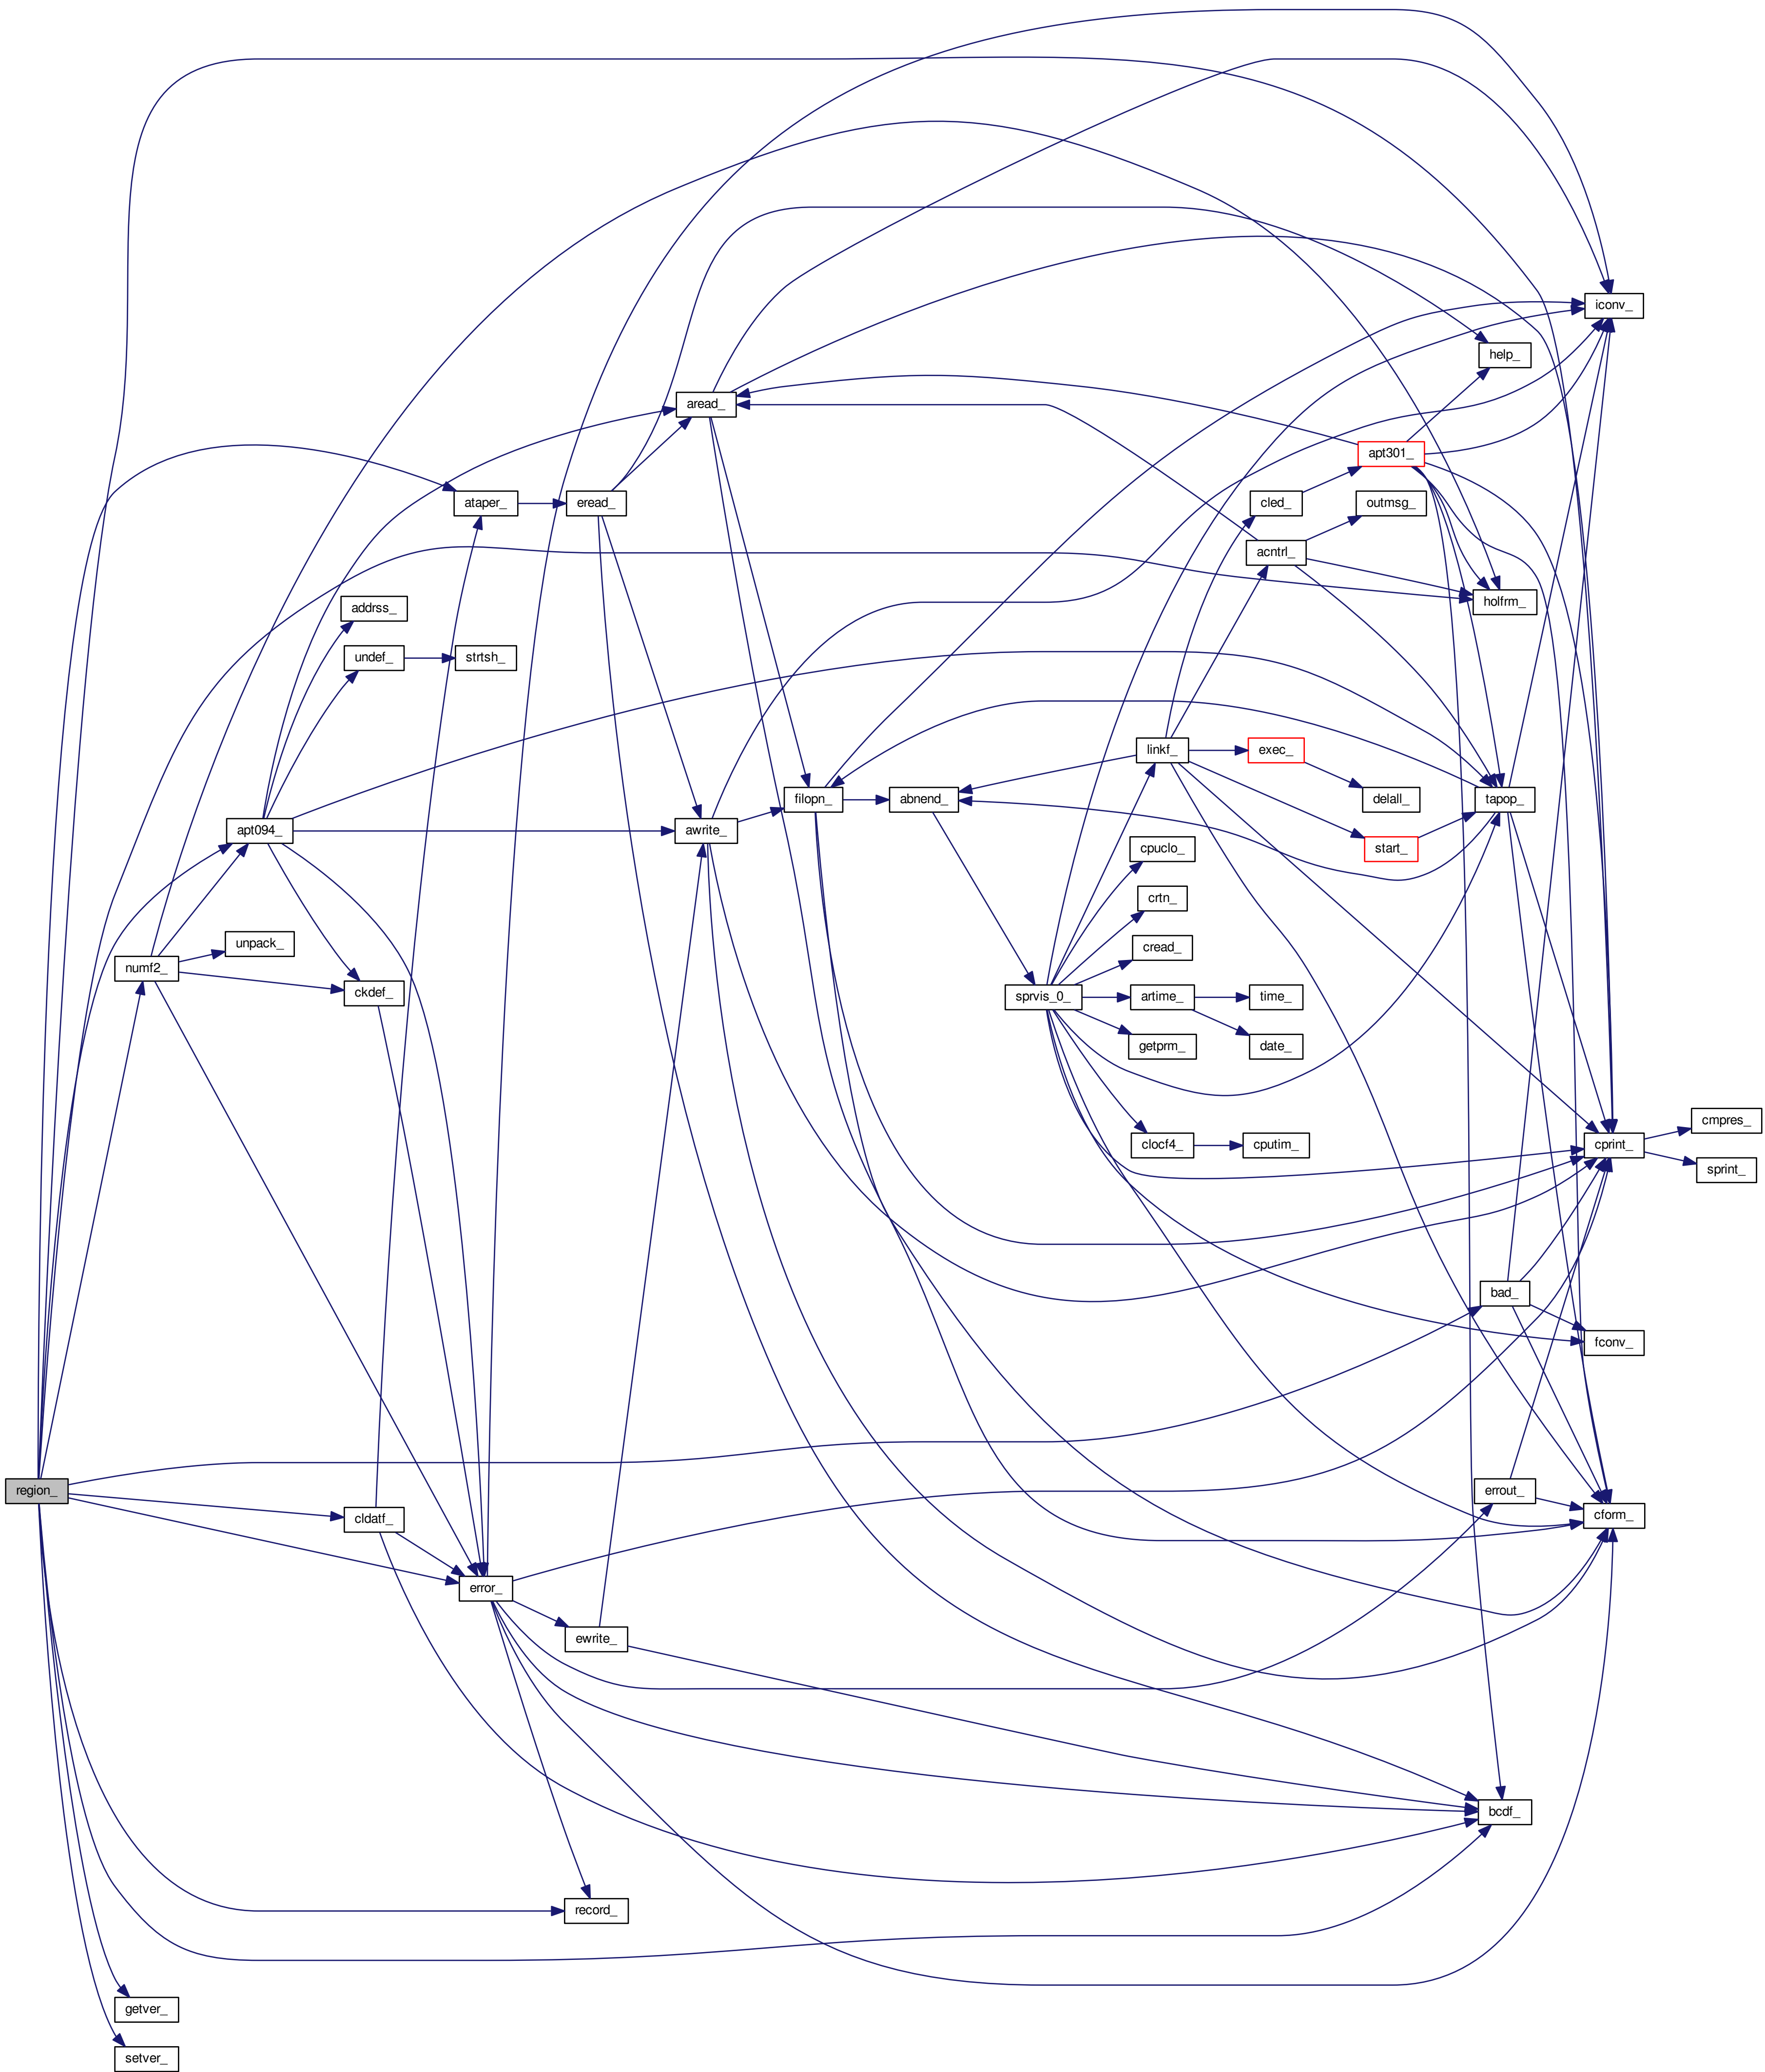 iconv_
help_
aread_
apt301_
ataper_
eread_
cled_
outmsg_
acntrl_
addrss_
holfrm_
undef_
strtsh_
linkf_
exec_
filopn_
abnend_
delall_
tapop_
apt094_
awrite_
cpuclo_
start_
crtn_
unpack_
cread_
numf2_
ckdef_
sprvis_0_
artime_
time_
getprm_
date_
cmpres_
clocf4_
cputim_
cprint_
sprint_
bad_
fconv_
region_
errout_
cldatf_
cform_
error_
ewrite_
bcdf_
record_
getver_
setver_